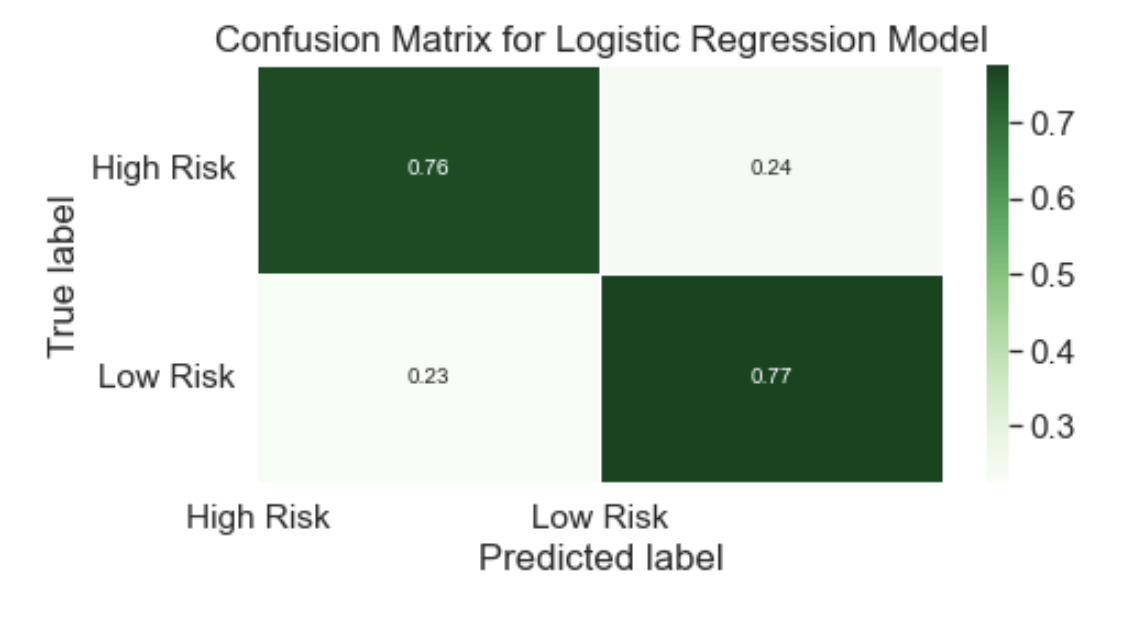 Confusion Matrix for Logistic Regression Model
High Risk
0.76
0.24
0.7
0.6
0.5
0.4
0.3
True label
Low Risk
0.23
0.77
High Risk
Low Risk
Predicted label